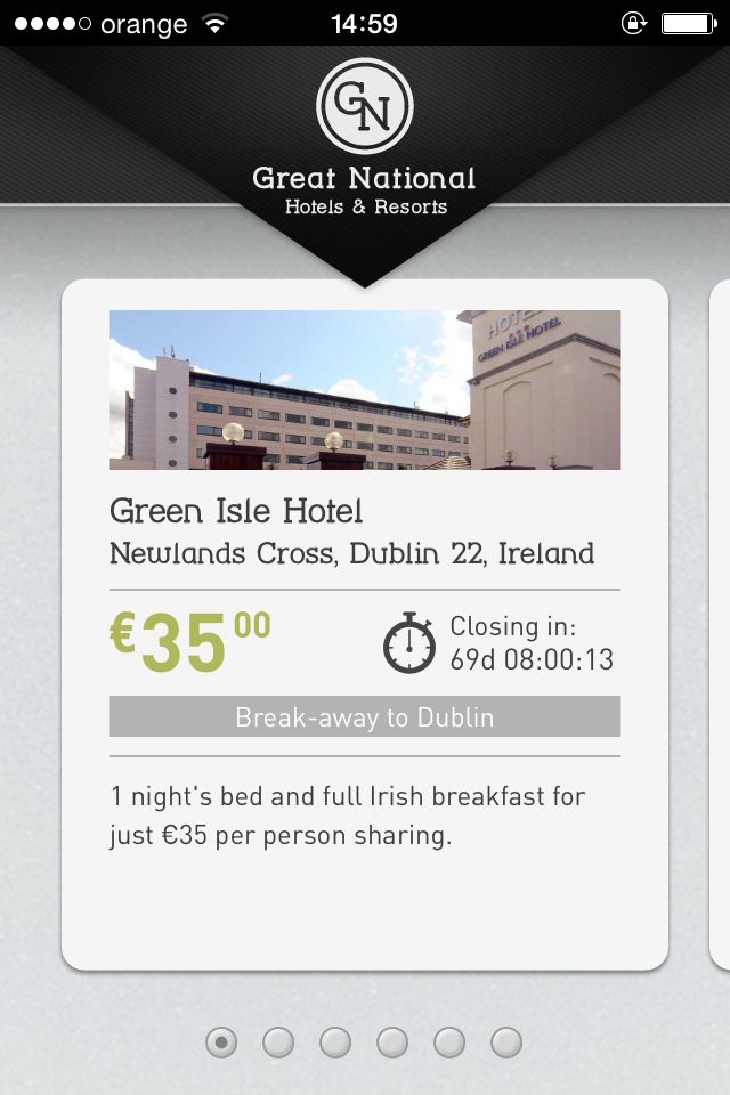 orange
14:59
GN
Great National
Hotels & Resorts
HOTEL
GREEN ISLE HOTEL
Green Isle Hotel
Newlands Cross, Dublin 22, Ireland
€35 00
Closing in:
69d 08:00:13
Break-away to Dublin
1 night's bed and full Irish breakfast for
just €35 per person sharing.